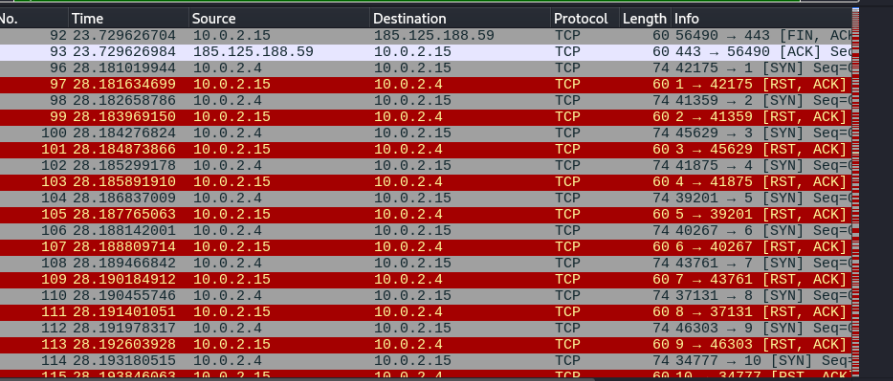 No. Time Source Destination Protocol Length Info
92 23.729626704 10.0.2.15 185.125.188.59 TCP 60 56490 → 443 [FIN, ACK
93 23.729626984 185.125.188.59 10.0.2.15 TCP 60 443 → 56490 [ACK] Seq
96 28.181019944 10.0.2.4 10.0.2.15 TCP 74 42175 → 1 [SYN] Seq=0
97 28.181634699 10.0.2.15 10.0.2.4 TCP 60 1 → 42175 [RST, ACK]
98 28.182658786 10.0.2.4 10.0.2.15 TCP 74 41359 → 2 [SYN] Seq=0
99 28.183969150 10.0.2.15 10.0.2.4 TCP 60 2 → 41359 [RST, ACK]
100 28.184276824 10.0.2.4 10.0.2.15 TCP 74 45629 → 3 [SYN] Seq=0
101 28.184873866 10.0.2.15 10.0.2.4 TCP 60 3 → 45629 [RST, ACK]
102 28.185299178 10.0.2.4 10.0.2.15 TCP 74 41875 → 4 [SYN] Seq=0
103 28.185891910 10.0.2.15 10.0.2.4 TCP 60 4 → 41875 [RST, ACK]
104 28.186837009 10.0.2.4 10.0.2.15 TCP 74 39201 → 5 [SYN] Seq=0
105 28.187765063 10.0.2.15 10.0.2.4 TCP 60 5 → 39201 [RST, ACK]
106 28.188142001 10.0.2.4 10.0.2.15 TCP 74 40267 → 6 [SYN] Seq=0
107 28.188809714 10.0.2.15 10.0.2.4 TCP 60 6 → 40267 [RST, ACK]
108 28.189466842 10.0.2.4 10.0.2.15 TCP 74 43761 → 7 [SYN] Seq=0
109 28.190184912 10.0.2.15 10.0.2.4 TCP 60 7 → 43761 [RST, ACK]
110 28.190455746 10.0.2.4 10.0.2.15 TCP 74 37131 → 8 [SYN] Seq=0
111 28.191401051 10.0.2.15 10.0.2.4 TCP 60 8 → 37131 [RST, ACK]
112 28.191978317 10.0.2.4 10.0.2.15 TCP 74 46303 → 9 [SYN] Seq=0
113 28.192603928 10.0.2.15 10.0.2.4 TCP 60 9 → 46303 [RST, ACK]
114 28.193180515 10.0.2.4 10.0.2.15 TCP 74 34777 → 10 [SYN] Seq=
115 28.193846063 10.0.2.15 10.0.2.4 TCP 60 10 → 34777 [RST, ACK